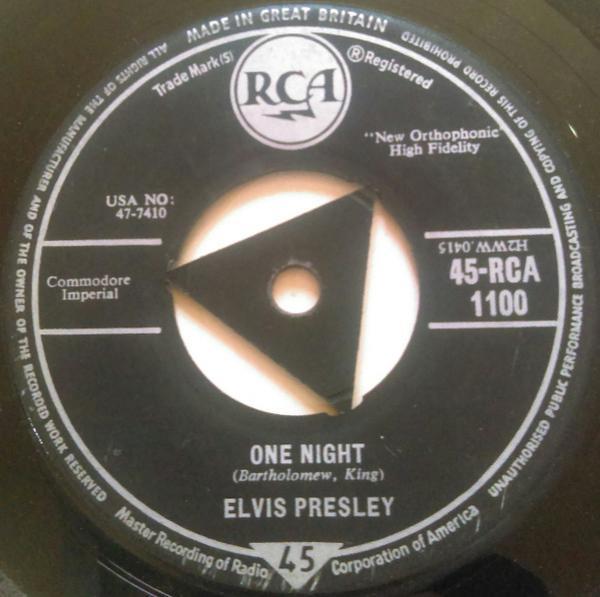 MADE IN GREAT BRITAIN
ALL RIGHTS OF THE MANUFACTURER AND OF THE OWNER OF THE RECORDED WORK RESERVED
UNAUTHORISED PUBLIC PERFORMANCE BROADCASTING AND COPYING OF THIS RECORD PROHIBITED
Trade Mark(S)
®Registered
RCA
"New Orthophonic"
High Fidelity
USA NO:
47-7410
H2WW.0415
Commodore
Imperial
45-RCA
1100
ONE NIGHT
(Bartholomew, King)
ELVIS PRESLEY
Master Recording of Radio
45
Corporation of America